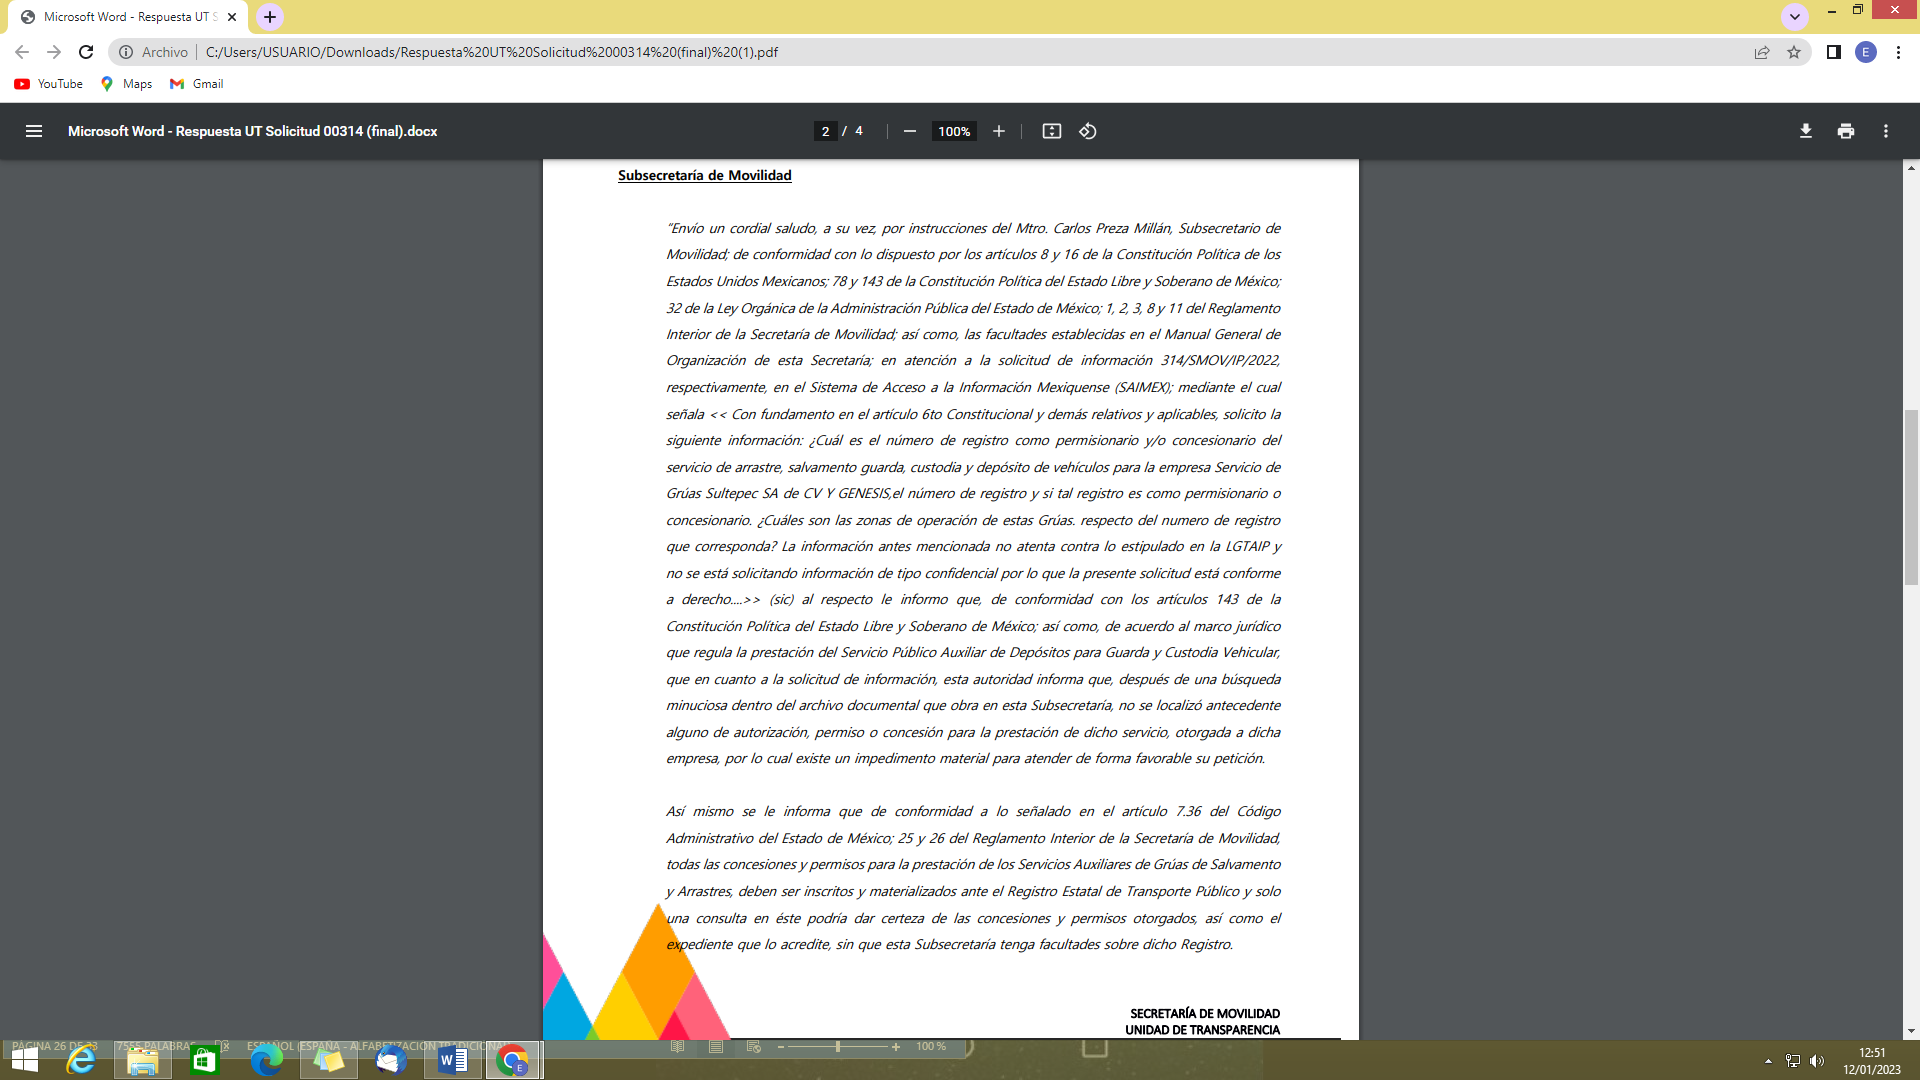 Microsoft Word - Respuesta UT S
Archivo
C:/Users/USUARIO/Downloads/Respuesta%20UT%20Solicitud%2000314%20(final)%20(1).pdf
E
YouTube
Maps
Gmail
Microsoft Word - Respuesta UT Solicitud 00314 (final).docx
2 / 4
100%
Subsecretaría de Movilidad
"Envío un cordial saludo, a su vez, por instrucciones del Mtro. Carlos Preza Millán, Subsecretario de
Movilidad; de conformidad con lo dispuesto por los artículos 8 y 16 de la Constitución Política de los
Estados Unidos Mexicanos; 78 y 143 de la Constitución Política del Estado Libre y Soberano de México;
32 de la Ley Orgánica de la Administración Pública del Estado de México; 1, 2, 3, 8 y 11 del Reglamento
Interior de la Secretaría de Movilidad; así como, las facultades establecidas en el Manual General de
Organización de esta Secretaría; en atención a la solicitud de información 314/SMOV/IP/2022,
respectivamente, en el Sistema de Acceso a la Información Mexiquense (SAIMEX); mediante el cual
señala << Con fundamento en el artículo 6to Constitucional y demás relativos y aplicables, solicito la
siguiente información: ¿Cuál es el número de registro como permisionario y/o concesionario del
servicio de arrastre, salvamento guarda, custodia y depósito de vehículos para la empresa Servicio de
Grúas Sultepec SA de CV Y GENESIS,el número de registro y si tal registro es como permisionario o
concesionario. ¿Cuáles son las zonas de operación de estas Grúas. respecto del numero de registro
que corresponda? La información antes mencionada no atenta contra lo estipulado en la LGTAIP y
no se está solicitando información de tipo confidencial por lo que la presente solicitud está conforme
a derecho....>> (sic) al respecto le informo que, de conformidad con los artículos 143 de la
Constitución Política del Estado Libre y Soberano de México; así como, de acuerdo al marco jurídico
que regula la prestación del Servicio Público Auxiliar de Depósitos para Guarda y Custodia Vehicular,
que en cuanto a la solicitud de información, esta autoridad informa que, después de una búsqueda
minuciosa dentro del archivo documental que obra en esta Subsecretaría, no se localizó antecedente
alguno de autorización, permiso o concesión para la prestación de dicho servicio, otorgada a dicha
empresa, por lo cual existe un impedimento material para atender de forma favorable su petición.
Así mismo se le informa que de conformidad a lo señalado en el artículo 7.36 del Código
Administrativo del Estado de México; 25 y 26 del Reglamento Interior de la Secretaría de Movilidad,
todas las concesiones y permisos para la prestación de los Servicios Auxiliares de Grúas de Salvamento
y Arrastres, deben ser inscritos y materializados ante el Registro Estatal de Transporte Público y solo
una consulta en éste podría dar certeza de las concesiones y permisos otorgados, así como el
expediente que lo acredite, sin que esta Subsecretaría tenga facultades sobre dicho Registro.
SECRETARÍA DE MOVILIDAD
UNIDAD DE TRANSPARENCIA
PÁGINA 26 DE 33 7555 PALABRAS ESPAÑOL (ESPAÑA - ALFABETIZACIÓN TRADICIONAL) 100 %
12:51
12/01/2023